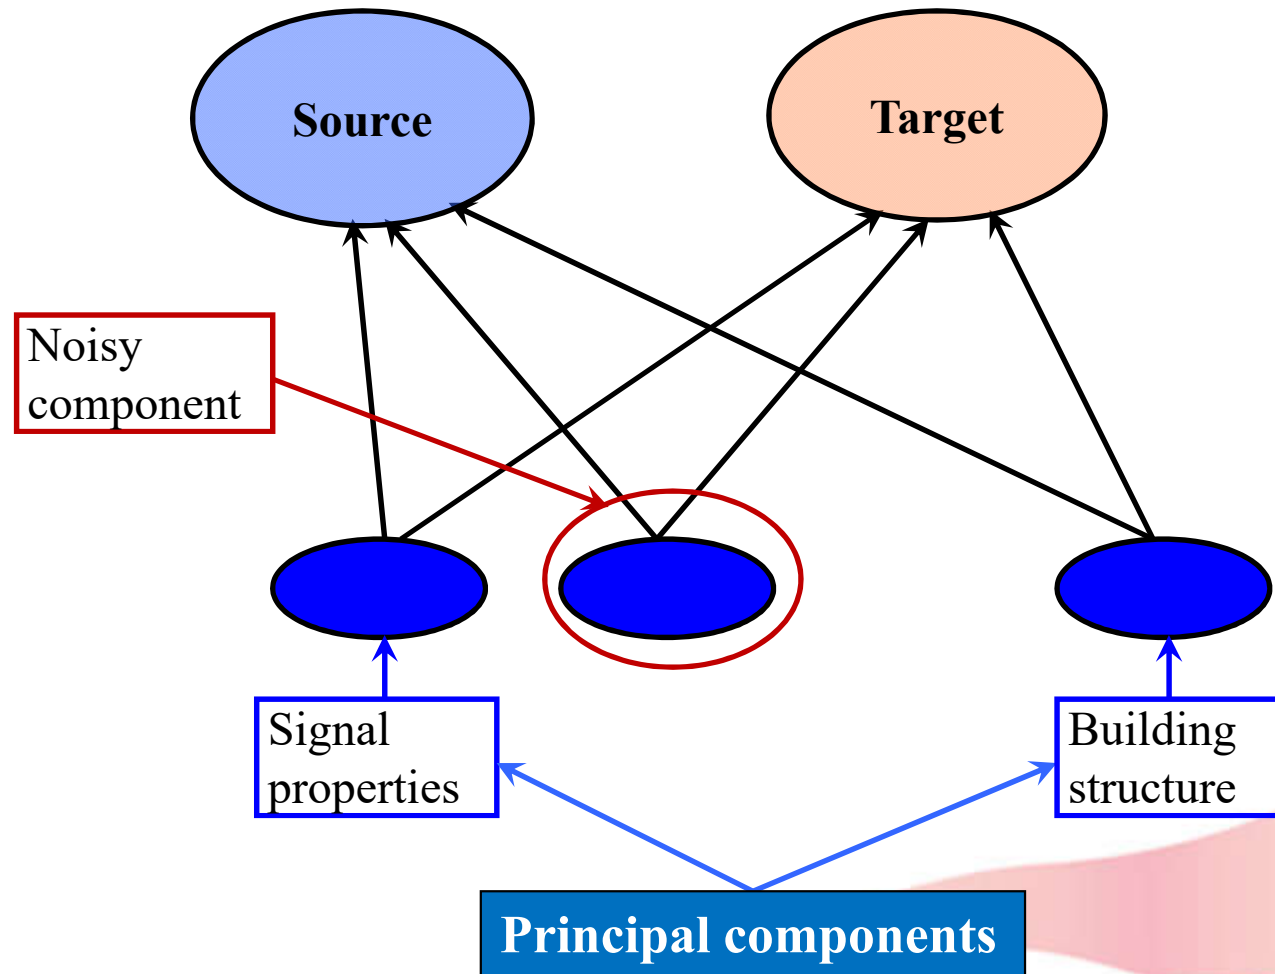 Source
Target
Noisy
component
Signal
properties
Building
structure
Principal components